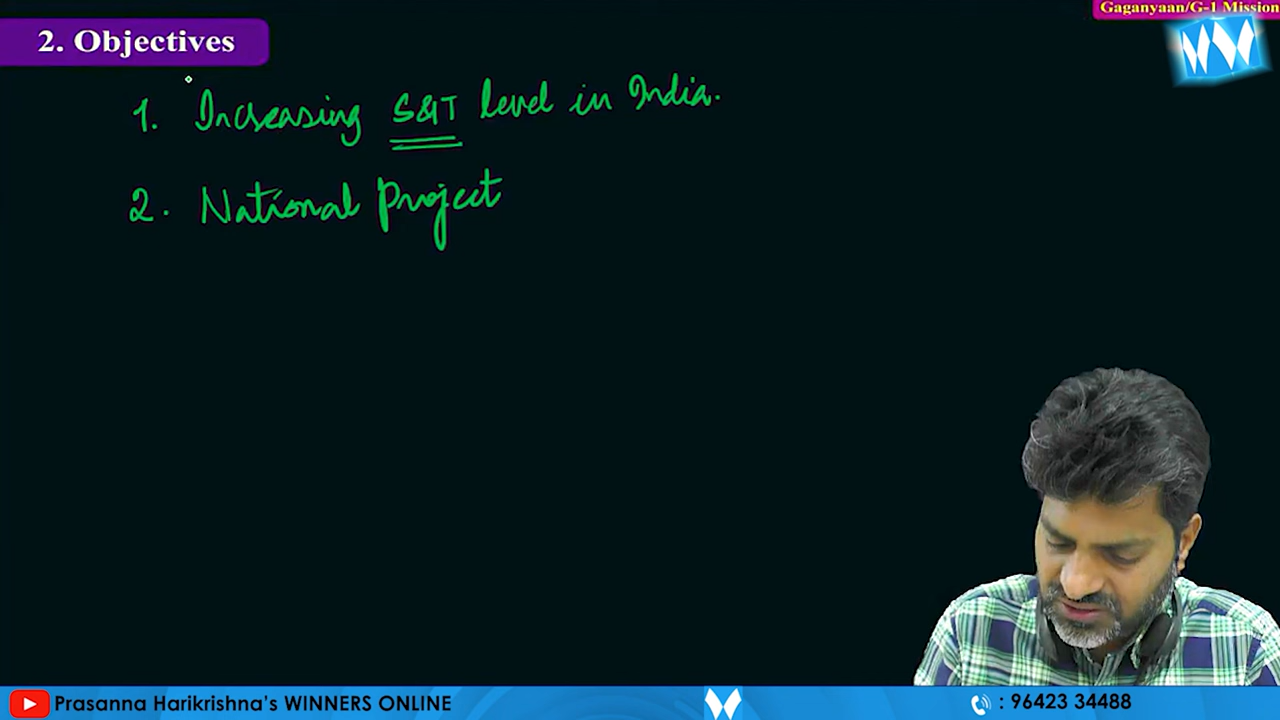 Gaganyaan/G-1 Mission
2. Objectives
1. Increasing S&T level in India.
2. National Project
Prasanna Harikrishna's WINNERS ONLINE
: 96423 34488